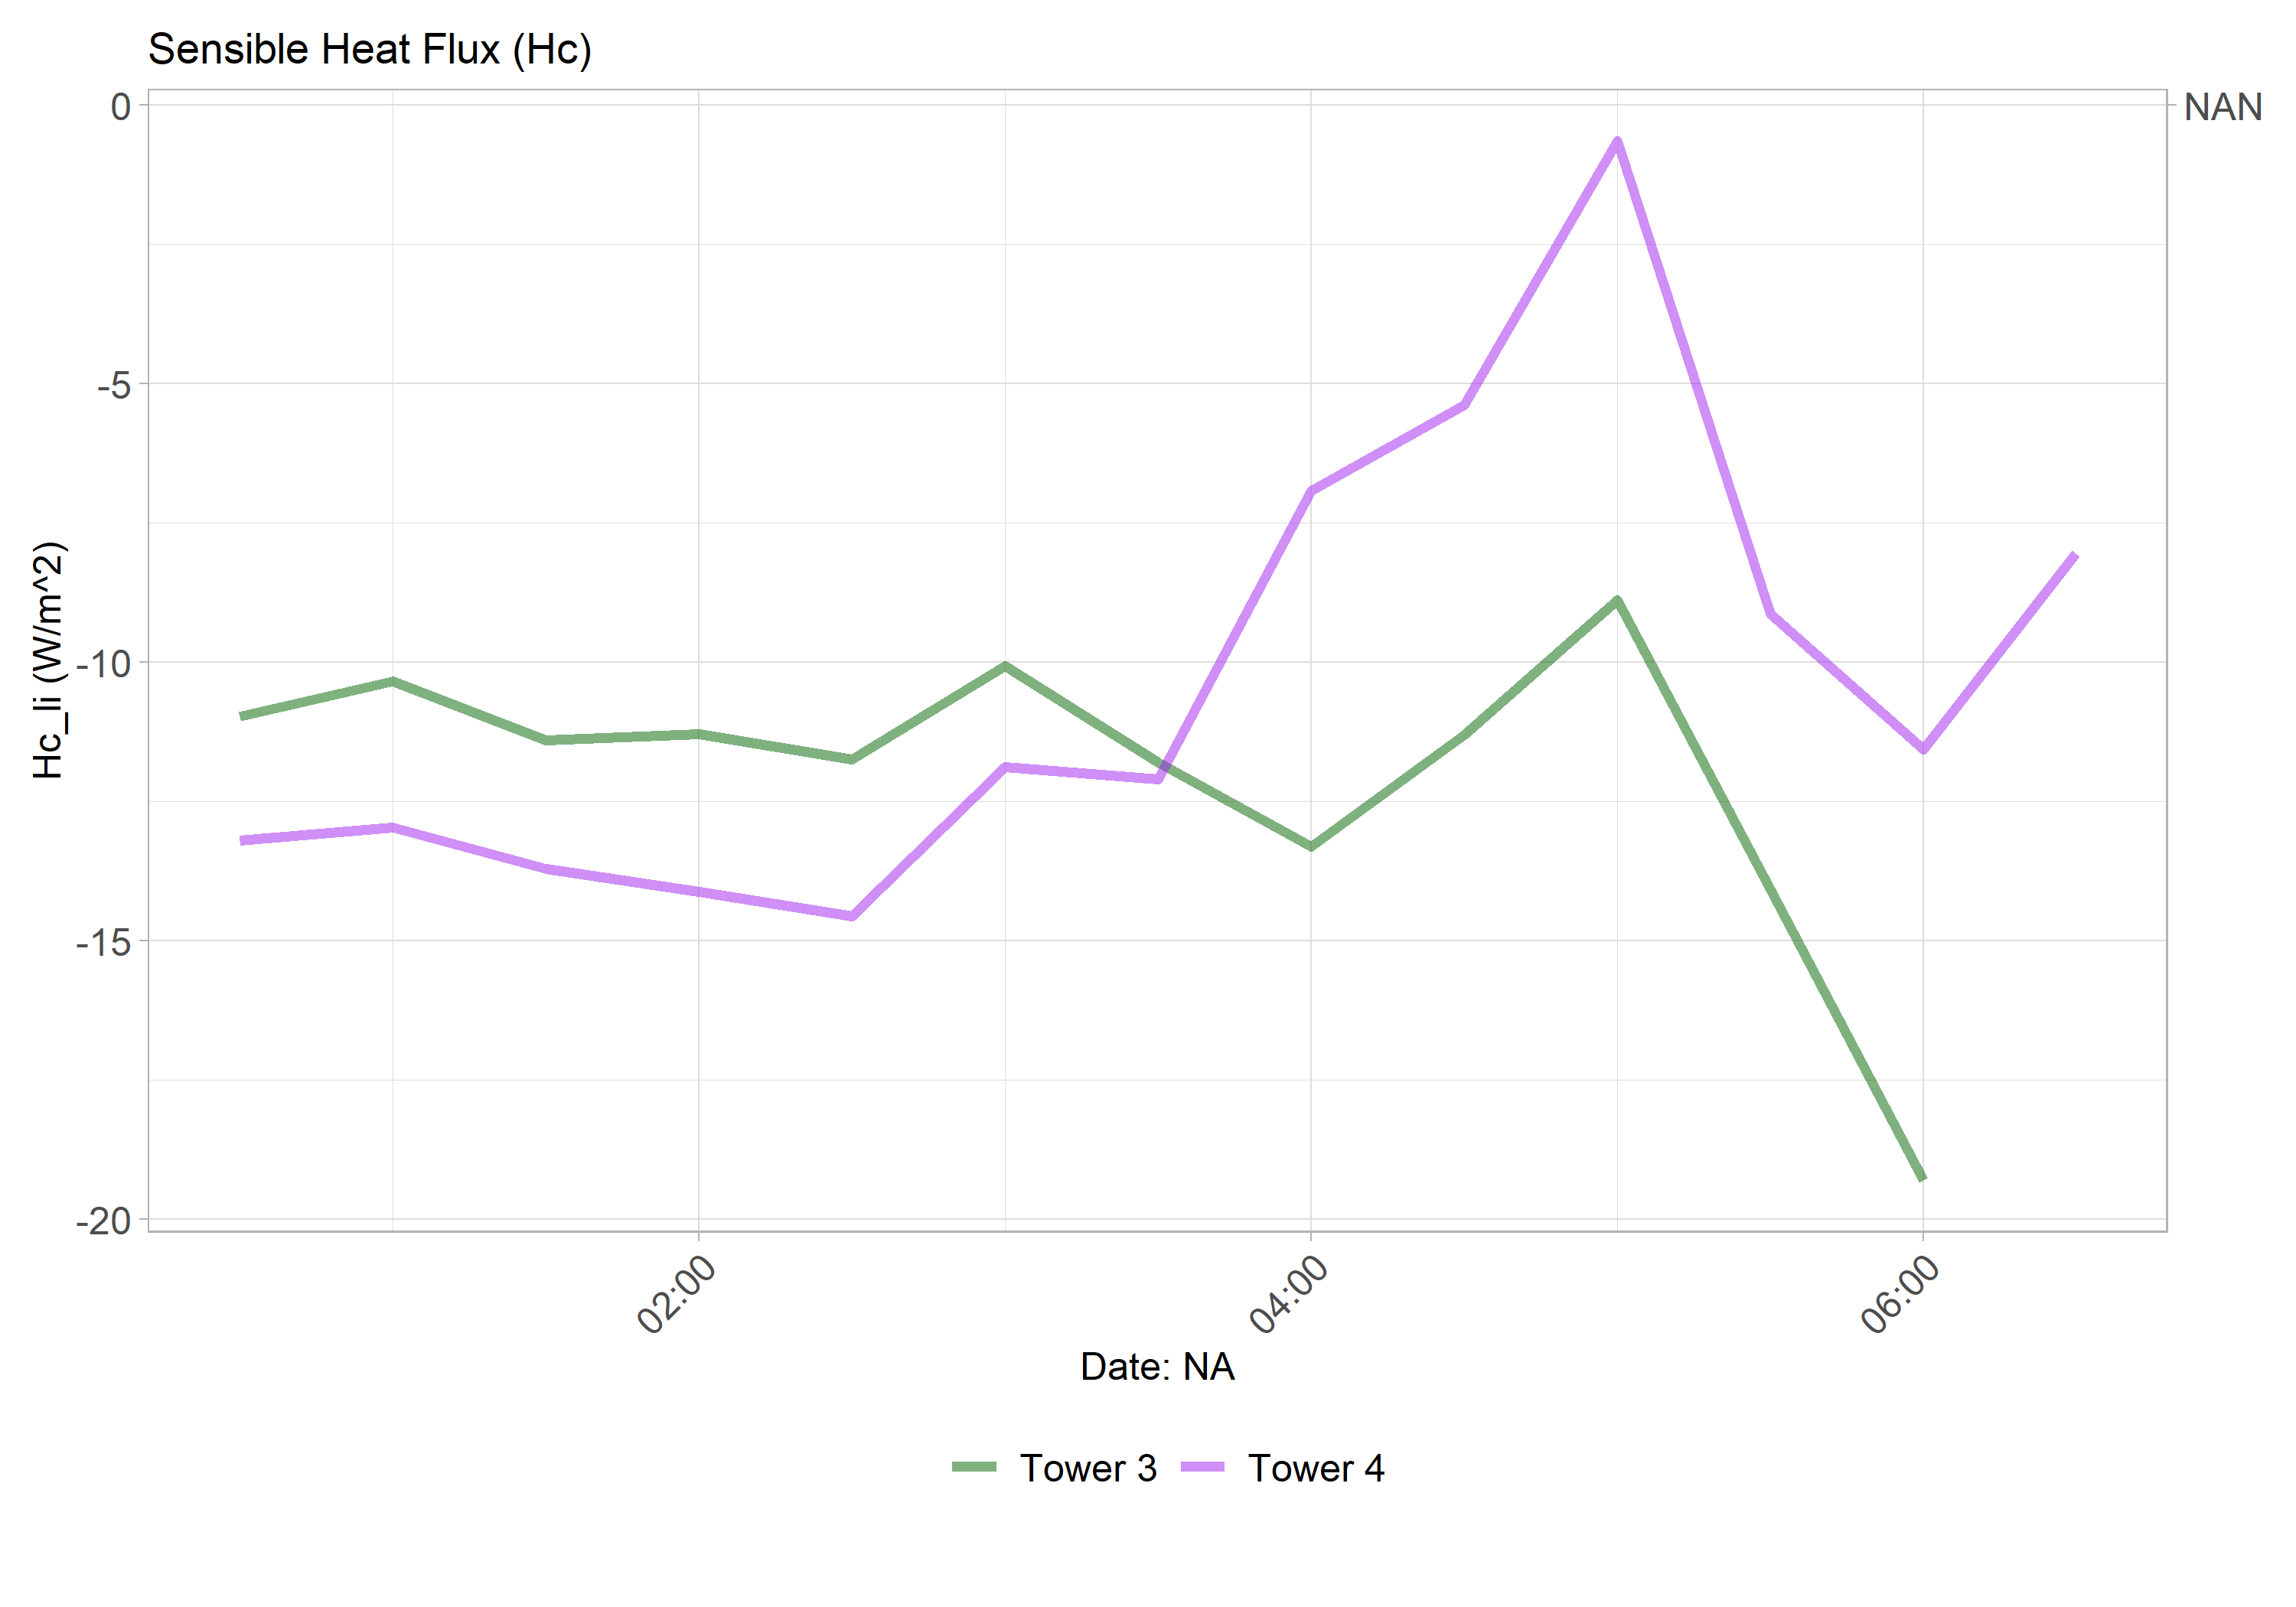 Sensible Heat Flux (Hc)
0
NAN
-5
-10
-15
-20
Hc_li (W/m^2)
02:00
04:00
06:00
Date: NA
Tower 3
Tower 4